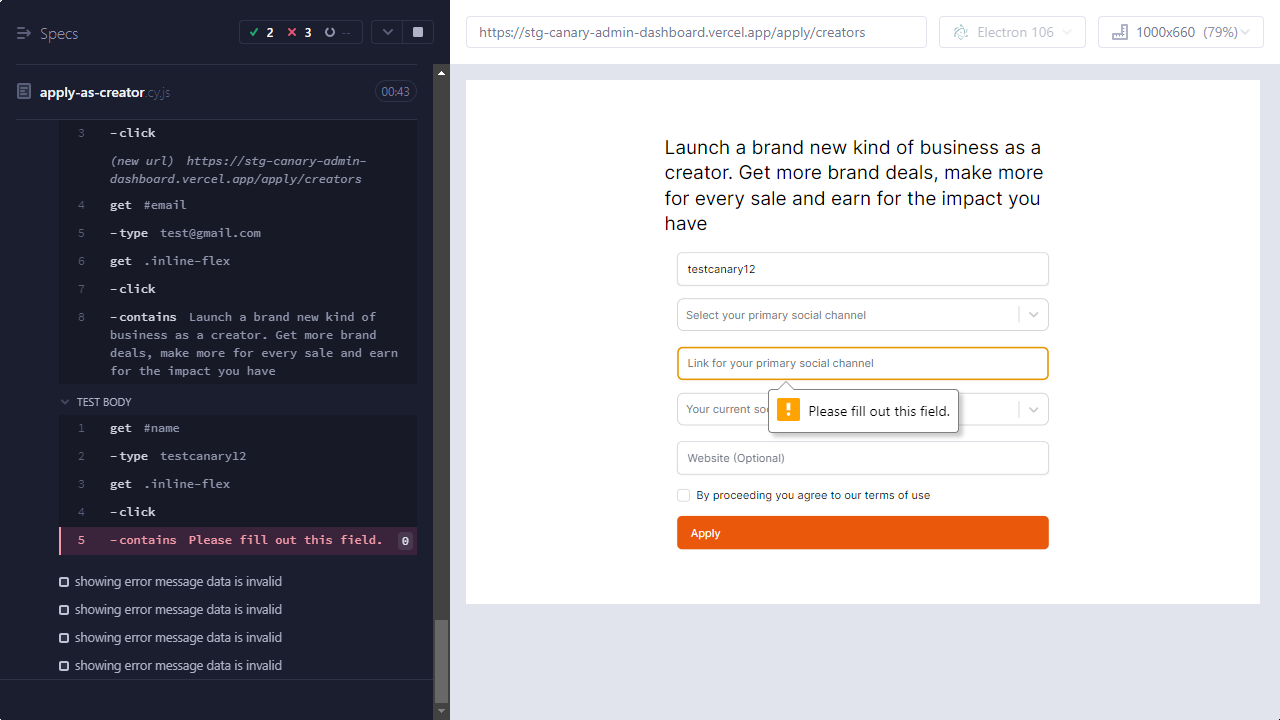 Specs
2
3
--
https://stg-canary-admin-dashboard.vercel.app/apply/creators
Electron 106
1000x660 (79%)
apply-as-creator.cy.js
00:43
3 -click
(new url) https://stg-canary-admin-
dashboard.vercel.app/apply/creators
4 get #email
5 -type test@gmail.com
6 get .inline-flex
7 -click
8 -contains Launch a brand new kind of
business as a creator. Get more brand
deals, make more for every sale and earn
for the impact you have
TEST BODY
1 get #name
2 -type testcanary12
3 get .inline-flex
4 -click
5 -contains Please fill out this field. 0
showing error message data is invalid
showing error message data is invalid
showing error message data is invalid
showing error message data is invalid
Launch a brand new kind of business as a
creator. Get more brand deals, make more
for every sale and earn for the impact you
have
testcanary12
Select your primary social channel
Link for your primary social channel
Your current so
! Please fill out this field.
Website (Optional)
By proceeding you agree to our terms of use
Apply